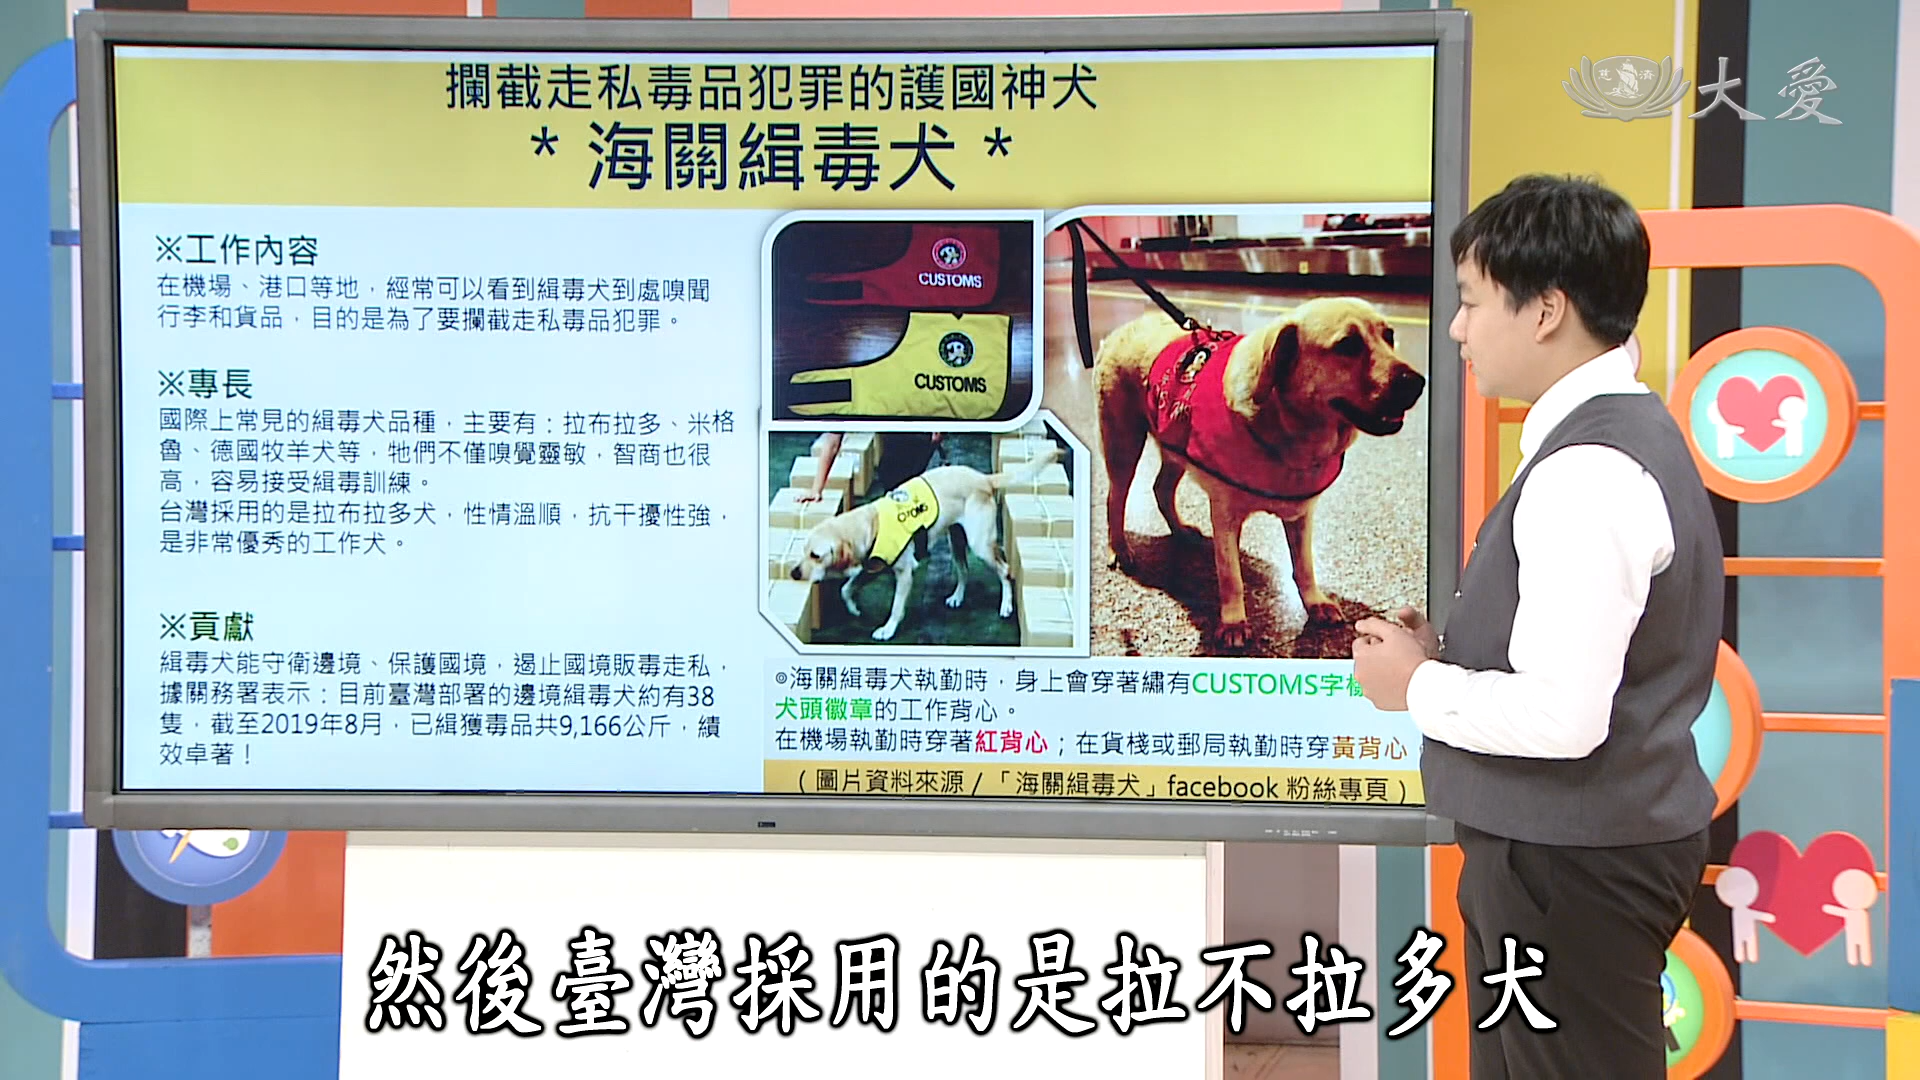 慈濟 大愛
攔截走私毒品犯罪的護國神犬
* 海關緝毒犬 *
※工作內容
在機場、港口等地，經常可以看到緝毒犬到處嗅聞
行李和貨品，目的是為了要攔截走私毒品犯罪。
※專長
國際上常見的緝毒犬品種，主要有：拉布拉多、米格
魯、德國牧羊犬等，牠們不僅嗅覺靈敏，智商也很
高，容易接受緝毒訓練。
台灣採用的是拉布拉多犬，性情溫順，抗干擾性強，
是非常優秀的工作犬。
※貢獻
緝毒犬能守衛邊境、保護國境，遏止國境販毒走私，
據關務署表示：目前臺灣部署的邊境緝毒犬約有38
隻，截至2019年8月，已緝獲毒品共9,166公斤，績
效卓著！
CUSTOMS
CUSTOMS
CUSTOMS
◎海關緝毒犬執勤時，身上會穿著繡有CUSTOMS字
犬頭徽章的工作背心。
在機場執勤時穿著紅背心；在貨棧或郵局執勤時穿黃背心。
（圖片資料來源 / 「海關緝毒犬」facebook 粉絲專頁）
然後臺灣採用的是拉不拉多犬